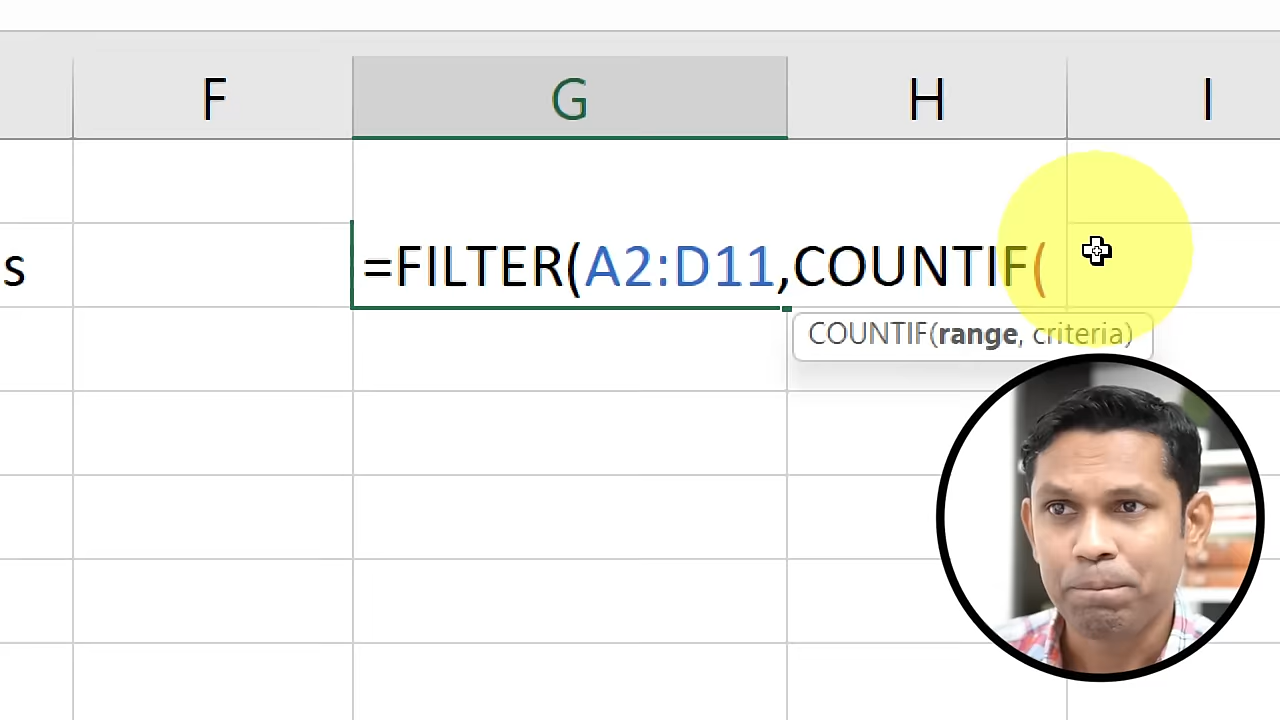 F G H I
s =FILTER(A2:D11,COUNTIF(
COUNTIF(range, criteria)